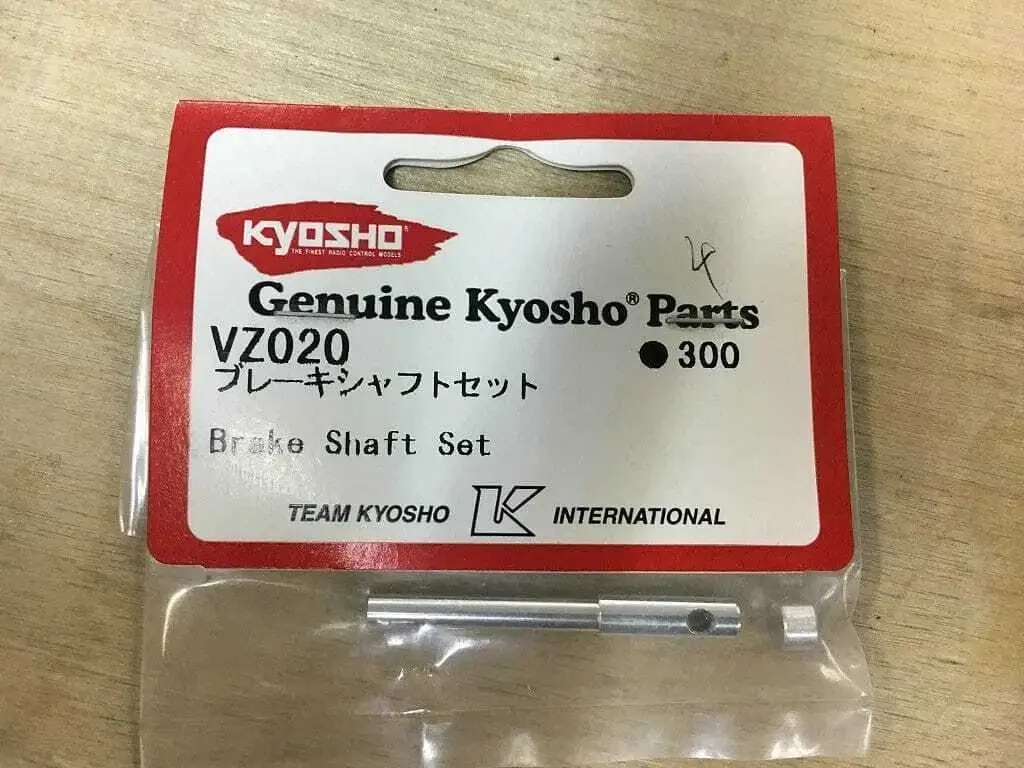 KYOSHO®
THE FINEST RADIO CONTROL MODELS
4
Genuine Kyosho® Parts
VZ020 ●300
ブレーキシャフトセット
Brake Shaft Set
TEAM KYOSHO K INTERNATIONAL